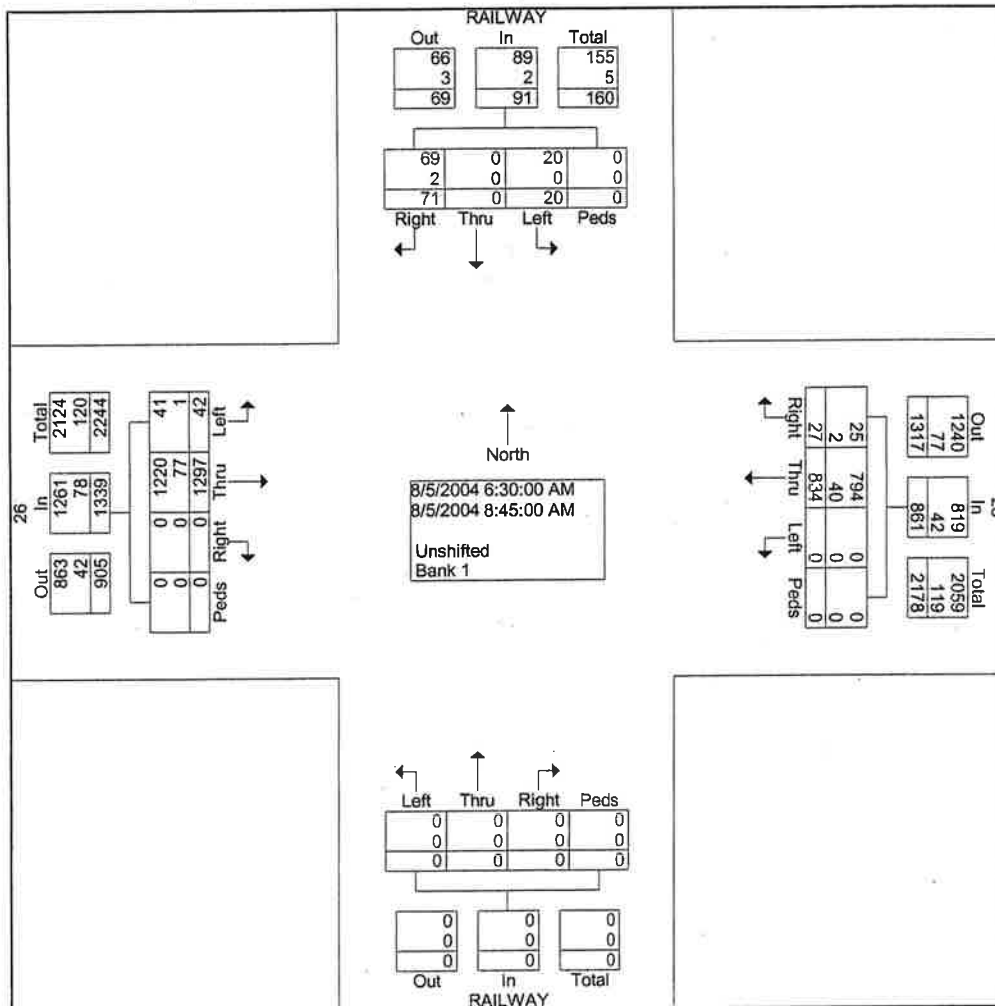 RAILWAY
Out In Total
66 89 155
3 2 5
69 91 160
69 0 20 0
2 0 0 0
71 0 20 0
Right Thru Left Peds
26
Total In Out
2124 1261 863
120 78 42
2244 1339 905
41 1220 0 0
1 77 0 0
42 1297 0 0
Left Thru Right Peds
North
8/5/2004 6:30:00 AM
8/5/2004 8:45:00 AM
Unshifted
Bank 1
Right Thru Left Peds
25 794 0 0
2 40 0 0
27 834 0 0
Out In Total
1240 819 2059
77 42 119
1317 861 2178
Left Thru Right Peds
0 0 0 0
0 0 0 0
0 0 0 0
0 0 0
0 0 0
0 0 0
Out In Total
RAILWAY